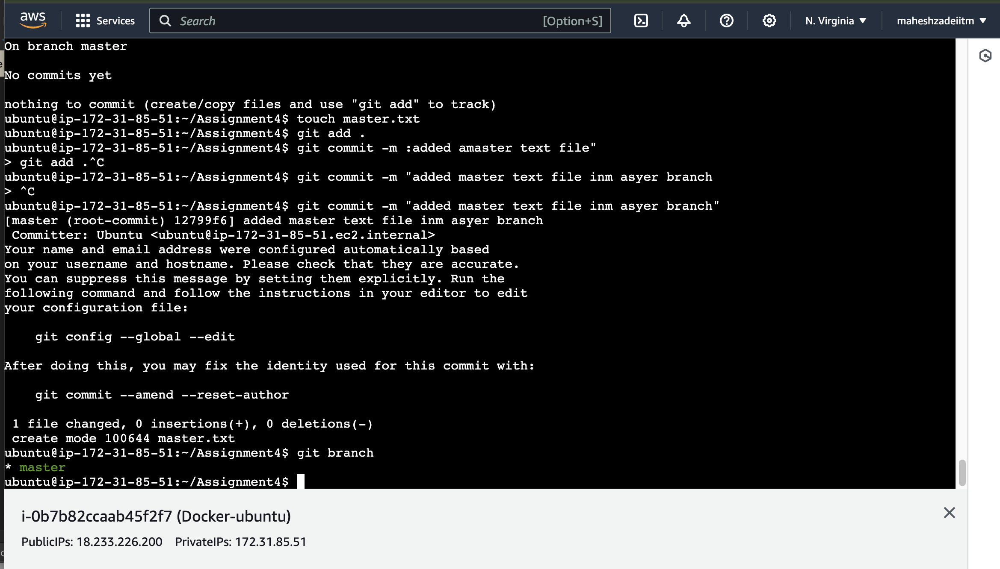 aws
Services
Search [Option+S]
N. Virginia ▼
maheshzadeiitm ▼
On branch master
No commits yet
nothing to commit (create/copy files and use "git add" to track)
ubuntu@ip-172-31-85-51:~/Assignment4$ touch master.txt
ubuntu@ip-172-31-85-51:~/Assignment4$ git add .
ubuntu@ip-172-31-85-51:~/Assignment4$ git commit -m :added amaster text file"
> git add .^C
ubuntu@ip-172-31-85-51:~/Assignment4$ git commit -m "added master text file inm asyer branch
> ^C
ubuntu@ip-172-31-85-51:~/Assignment4$ git commit -m "added master text file inm asyer branch"
[master (root-commit) 12799f6] added master text file inm asyer branch
Committer: Ubuntu <ubuntu@ip-172-31-85-51.ec2.internal>
Your name and email address were configured automatically based
on your username and hostname. Please check that they are accurate.
You can suppress this message by setting them explicitly. Run the
following command and follow the instructions in your editor to edit
your configuration file:
git config --global --edit
After doing this, you may fix the identity used for this commit with:
git commit --amend --reset-author
1 file changed, 0 insertions(+), 0 deletions(-)
create mode 100644 master.txt
ubuntu@ip-172-31-85-51:~/Assignment4$ git branch
* master
ubuntu@ip-172-31-85-51:~/Assignment4$
i-0b7b82ccaab45f2f7 (Docker-ubuntu)
PublicIPs: 18.233.226.200 PrivateIPs: 172.31.85.51